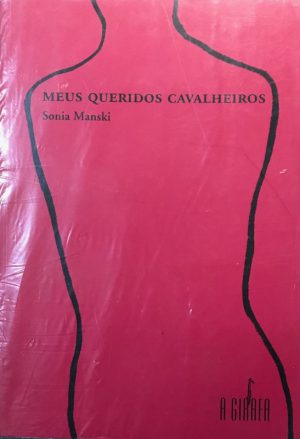 MEUS QUERIDOS CAVALHEIROS
Sonia Manski
A GIRAFA